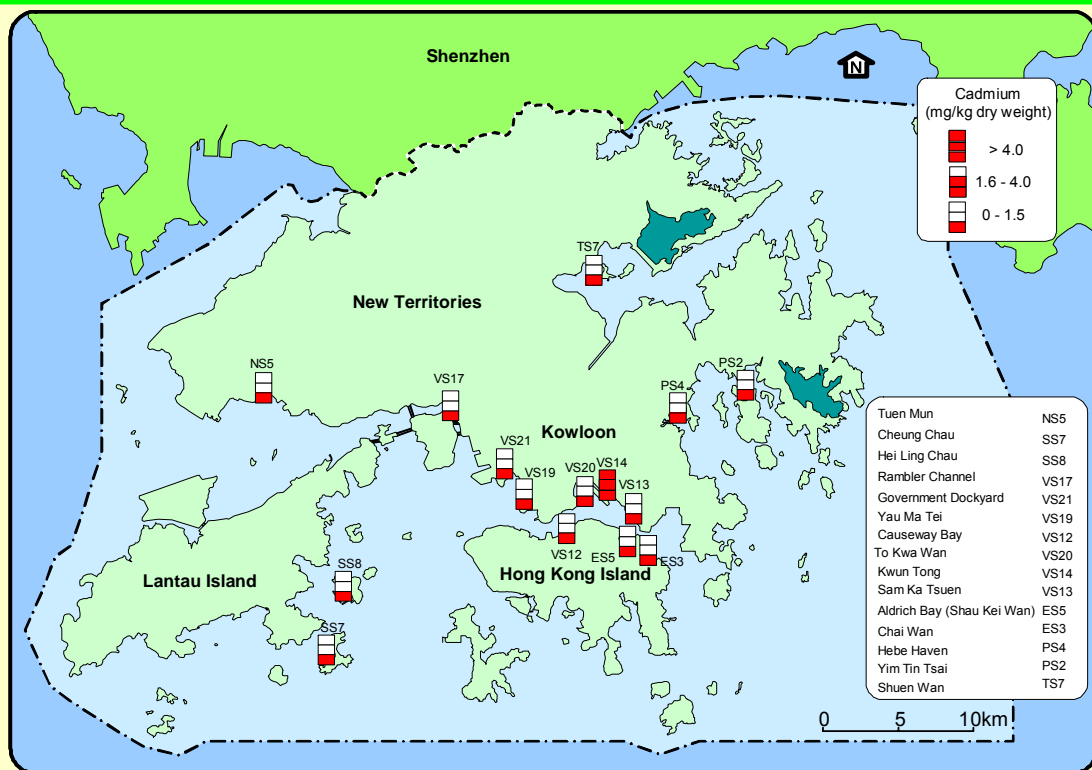 Shenzhen
N
Cadmium
(mg/kg dry weight)
> 4.0
1.6 - 4.0
0 - 1.5
TS7
New Territories
NS5
VS17
PS2
PS4
Kowloon
VS21
VS19
VS20
VS14
VS13
VS12
ES5
ES3
Hong Kong Island
SS8
Lantau Island
SS7
Tuen Mun NS5
Cheung Chau SS7
Hei Ling Chau SS8
Rambler Channel VS17
Government Dockyard VS21
Yau Ma Tei VS19
Causeway Bay VS12
To Kwa Wan VS20
Kwun Tong VS14
Sam Ka Tsuen VS13
Aldrich Bay (Shau Kei Wan) ES5
Chai Wan ES3
Hebe Haven PS4
Yim Tin Tsai PS2
Shuen Wan TS7
0 5 10km